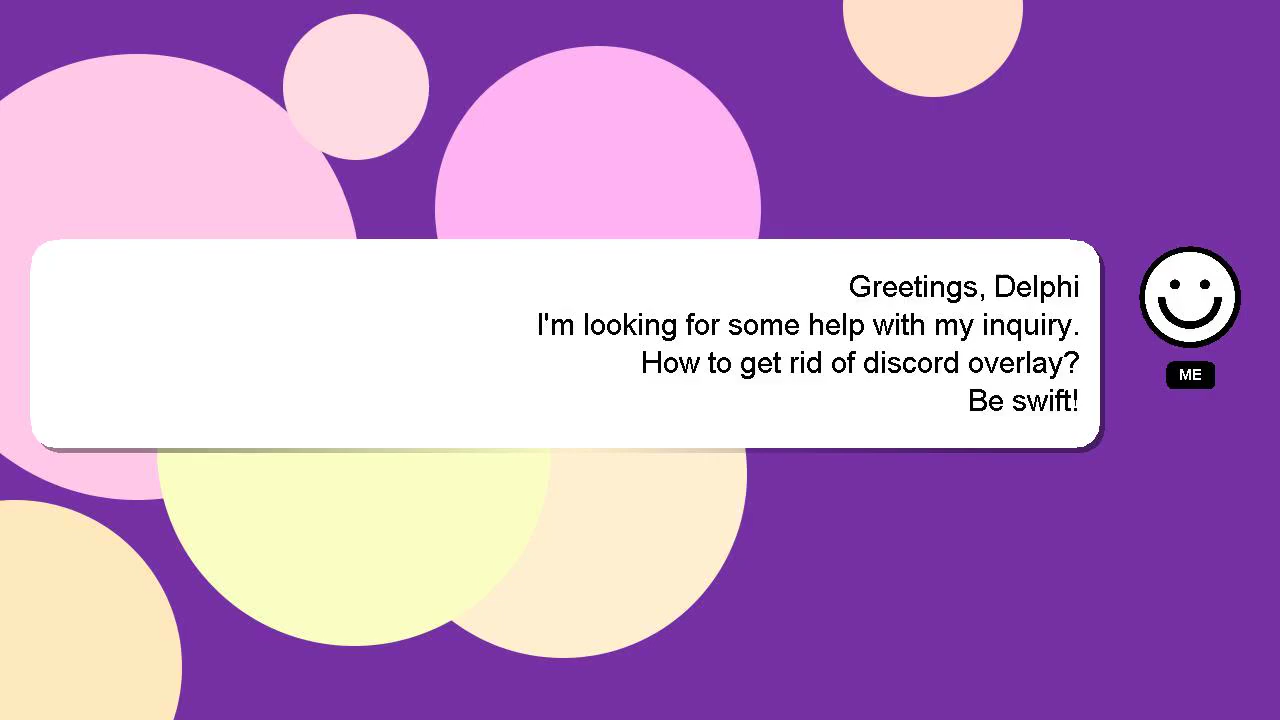 Greetings, Delphi
I'm looking for some help with my inquiry.
How to get rid of discord overlay?
Be swift!
ME